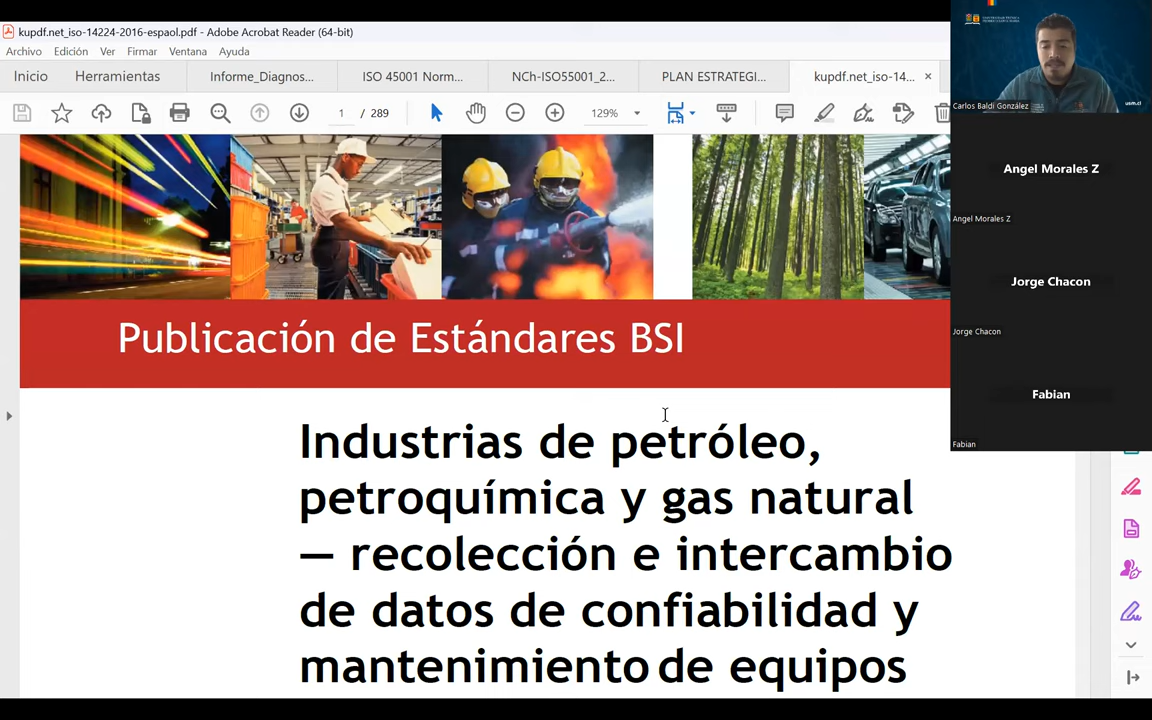 kupdf.net_iso-14224-2016-espaol.pdf - Adobe Acrobat Reader (64-bit)
Archivo Edición Ver Firmar Ventana Ayuda
Inicio Herramientas Informe_Diagnos... ISO 45001 Norm... NCh-ISO55001_2... PLAN ESTRATEGI... kupdf.net_iso-14... ×
1 / 289 129%
Publicación de Estándares BSI
Industrias de petróleo,
petroquímica y gas natural
— recolección e intercambio
de datos de confiabilidad y
mantenimiento de equipos
usm.cl
Carlos Baldi González
Angel Morales Z
Angel Morales Z
Jorge Chacon
Jorge Chacon
Fabian
Fabian